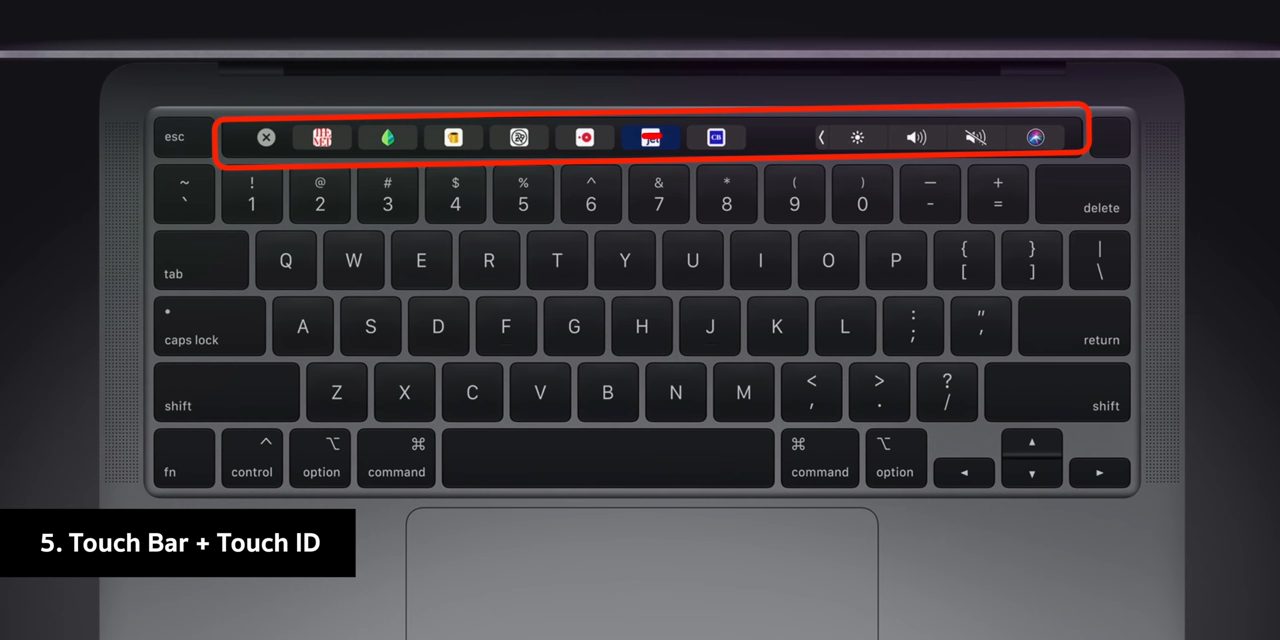 esc
CB
~ `
! 1
@ 2
# 3
$ 4
% 5
^ 6
& 7
* 8
( 9
) 0
— -
+ =
delete
tab
Q W E R T Y U I O P { [ } ] | \
caps lock
A S D F G H J K L : ; " '
return
shift
Z X C V B N M < , > . ? /
shift
fn
^ control
⌥ option
⌘ command
⌘ command
⌥ option
◄ ▲ ▼ ►
5. Touch Bar + Touch ID